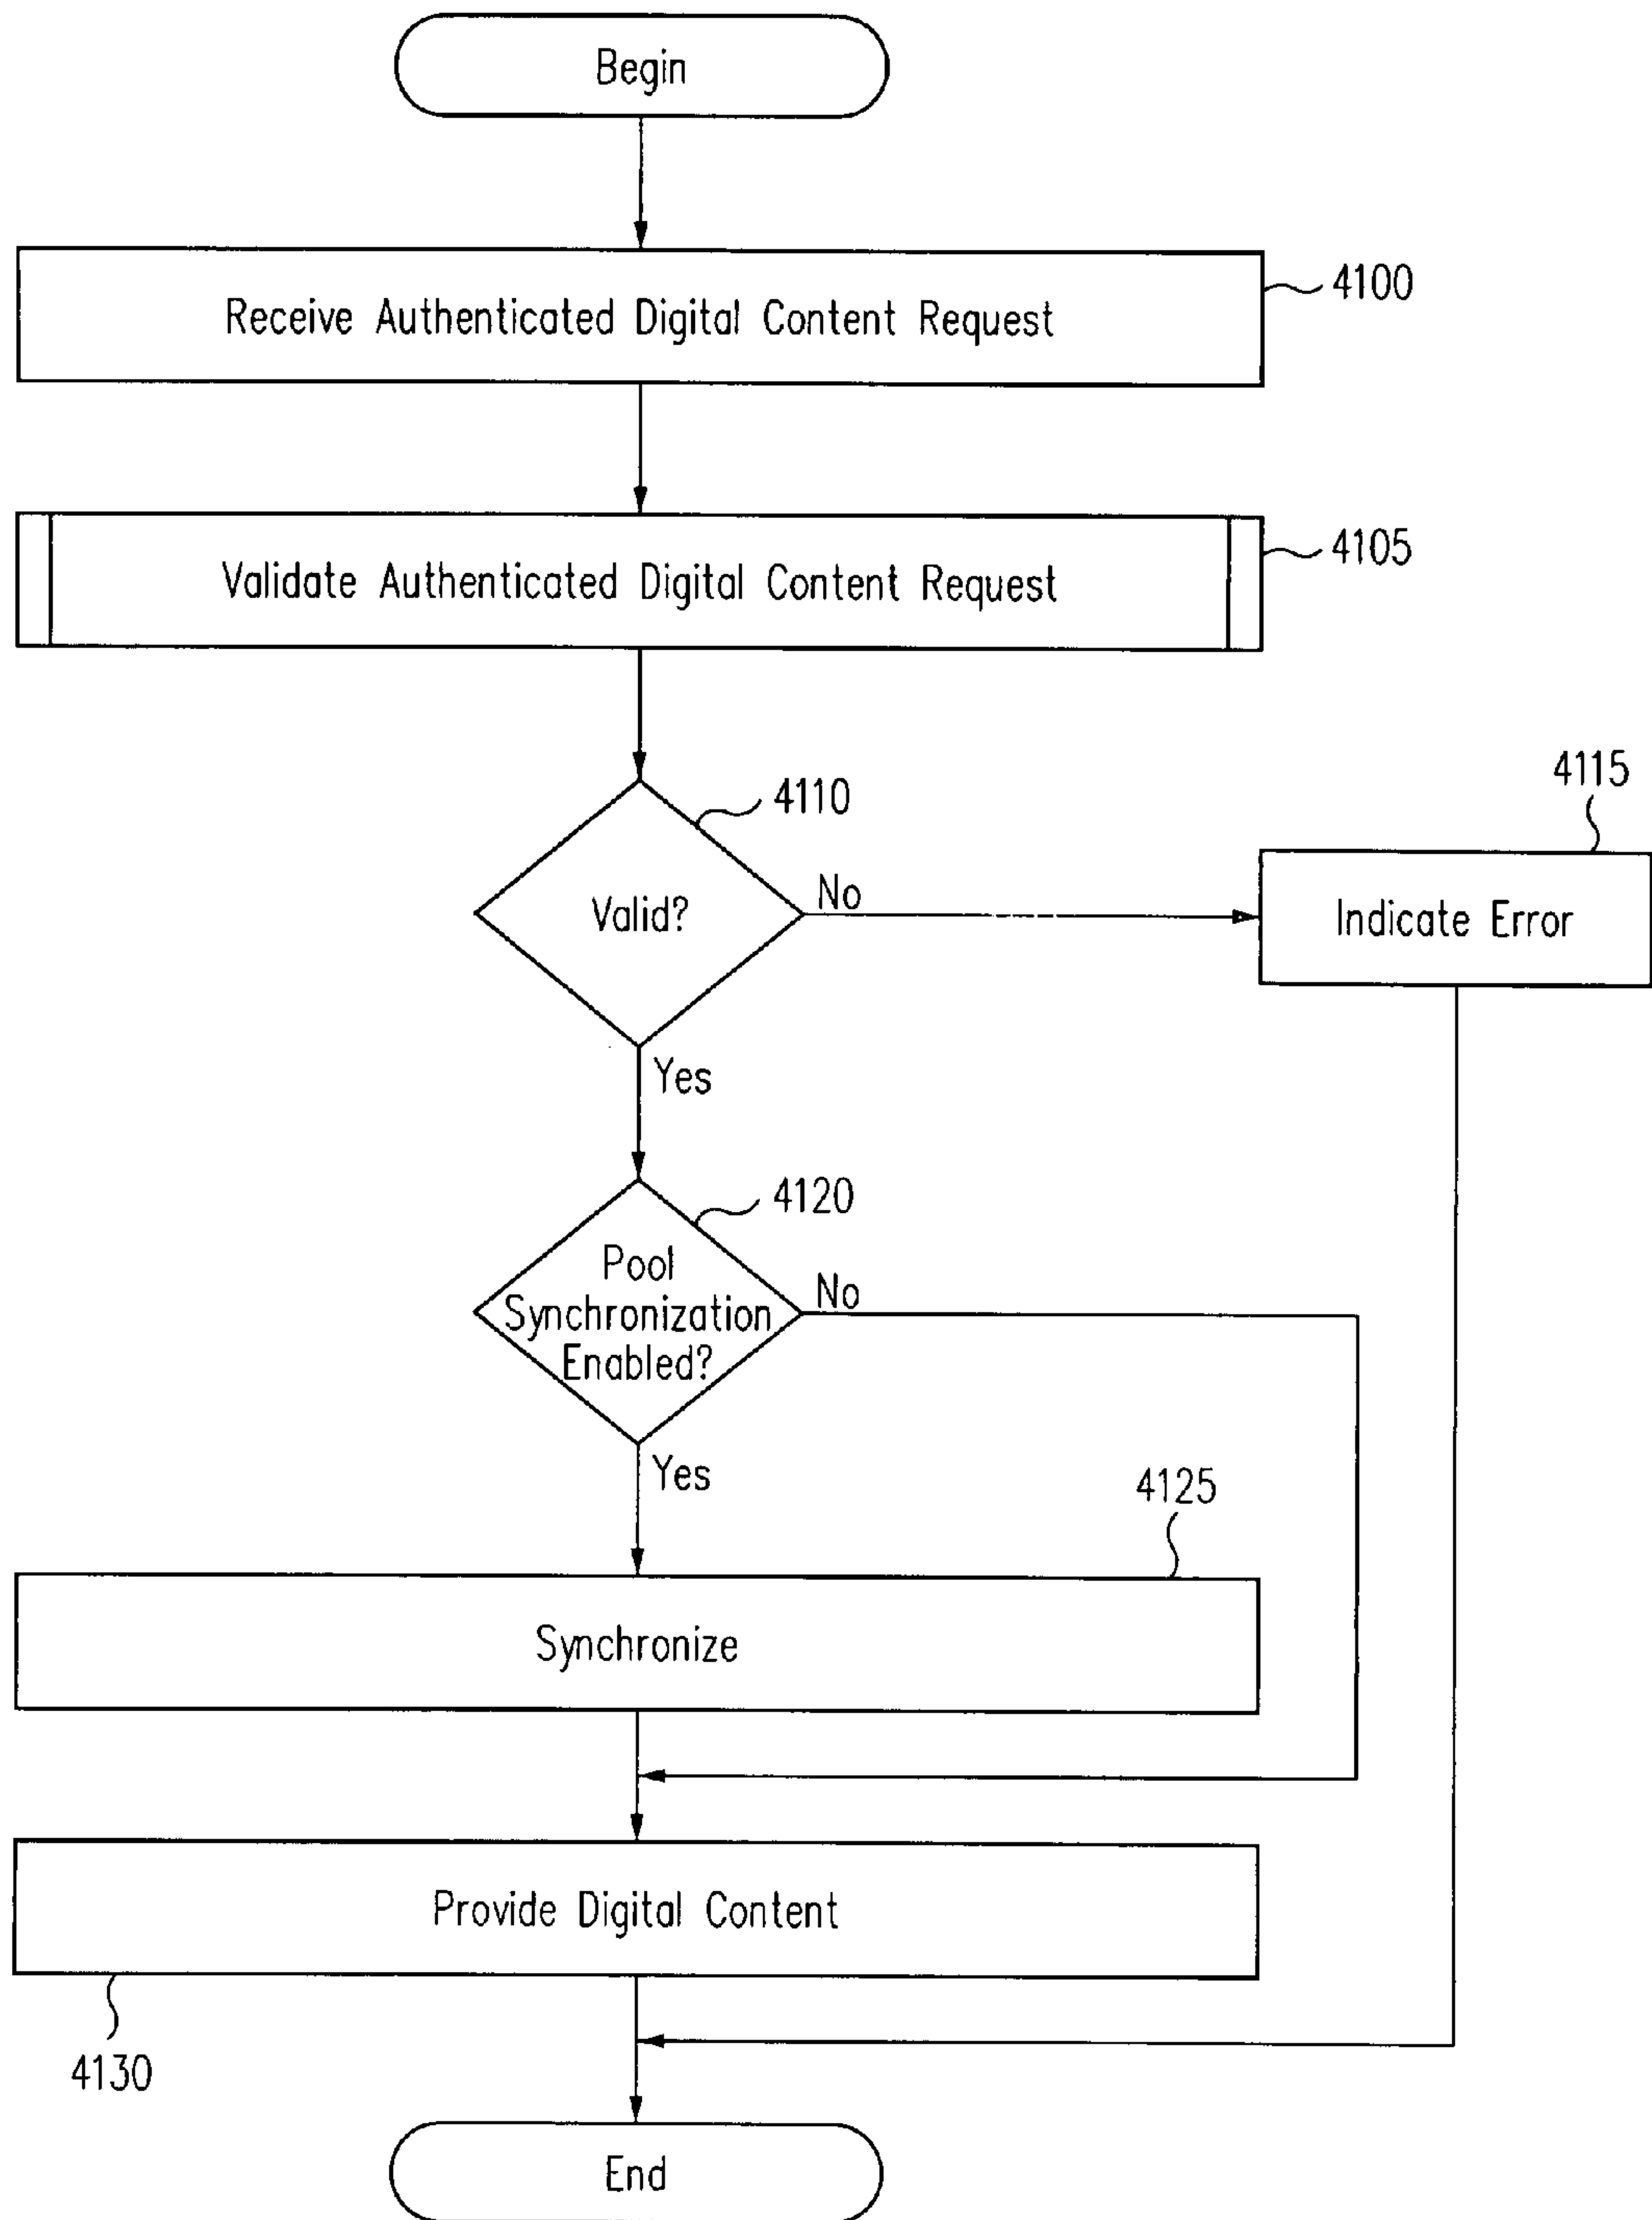 Begin
Receive Authenticated Digital Content Request
4100
Validate Authenticated Digital Content Request
4105
4110
Valid?
No
4115
Indicate Error
Yes
4120
Pool
Synchronization
Enabled?
No
Yes
4125
Synchronize
Provide Digital Content
4130
End